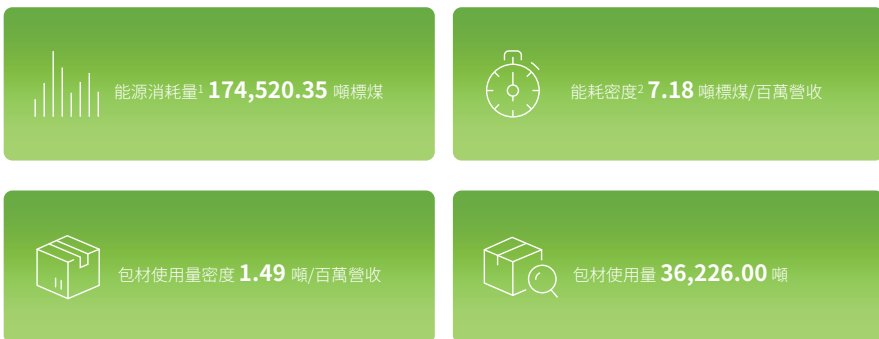 能源消耗量¹ 174,520.35 噸標煤
能耗密度² 7.18 噸標煤/百萬營收
包材使用量密度 1.49 噸/百萬營收
包材使用量 36,226.00 噸